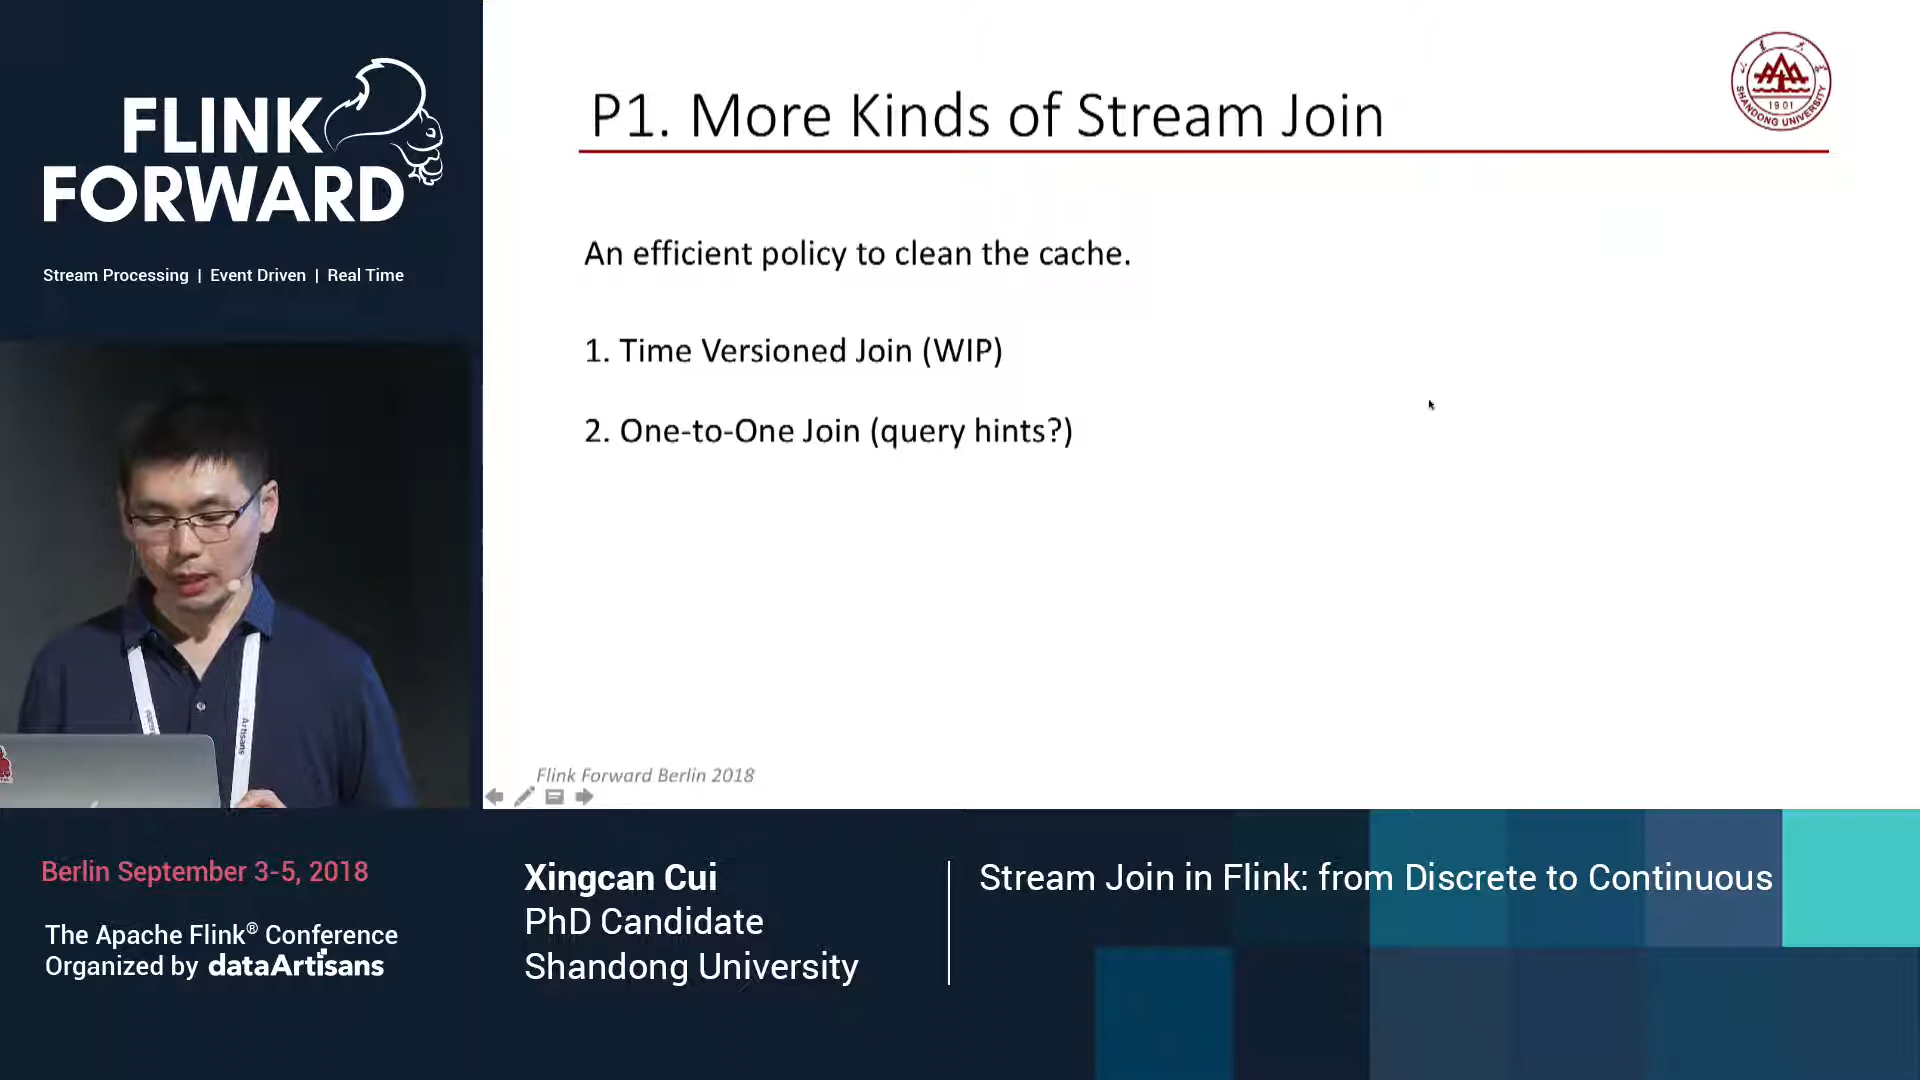 FLINK
FORWARD
Stream Processing | Event Driven | Real Time
P1. More Kinds of Stream Join
SHANDONG UNIVERSITY
1901
An efficient policy to clean the cache.
1. Time Versioned Join (WIP)
2. One-to-One Join (query hints?)
Artisans
Flink Forward Berlin 2018
Berlin September 3-5, 2018
The Apache Flink® Conference
Organized by dataArtisans
Xingcan Cui
PhD Candidate
Shandong University
Stream Join in Flink: from Discrete to Continuous